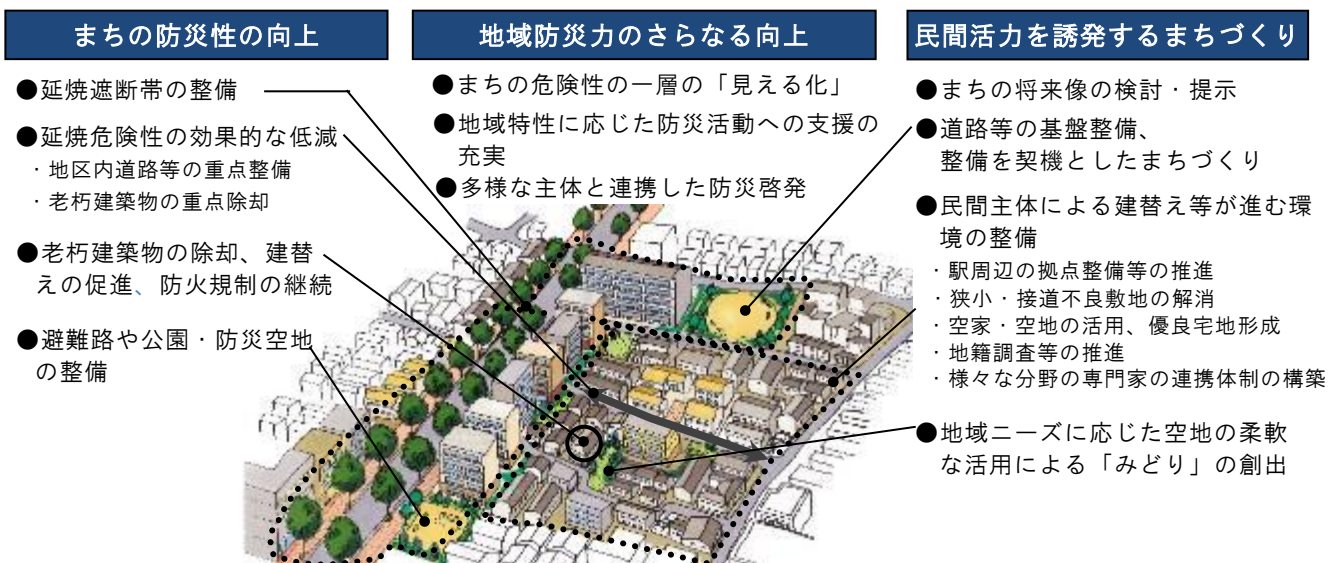 まちの防災性の向上
●延焼遮断帯の整備
●延焼危険性の効果的な低減
・地区内道路等の重点整備
・老朽建築物の重点除却
●老朽建築物の除却、建替
えの促進、防火規制の継続
●避難路や公園・防災空地
の整備
地域防災力のさらなる向上
●まちの危険性の一層の「見える化」
●地域特性に応じた防災活動への支援の
充実
●多様な主体と連携した防災啓発
民間活力を誘発するまちづくり
●まちの将来像の検討・提示
●道路等の基盤整備、
整備を契機としたまちづくり
●民間主体による建替え等が進む環
境の整備
・駅周辺の拠点整備等の推進
・狭小・接道不良敷地の解消
・空家・空地の活用、優良宅地形成
・地籍調査等の推進
・様々な分野の専門家の連携体制の構築
●地域ニーズに応じた空地の柔軟
な活用による「みどり」の創出